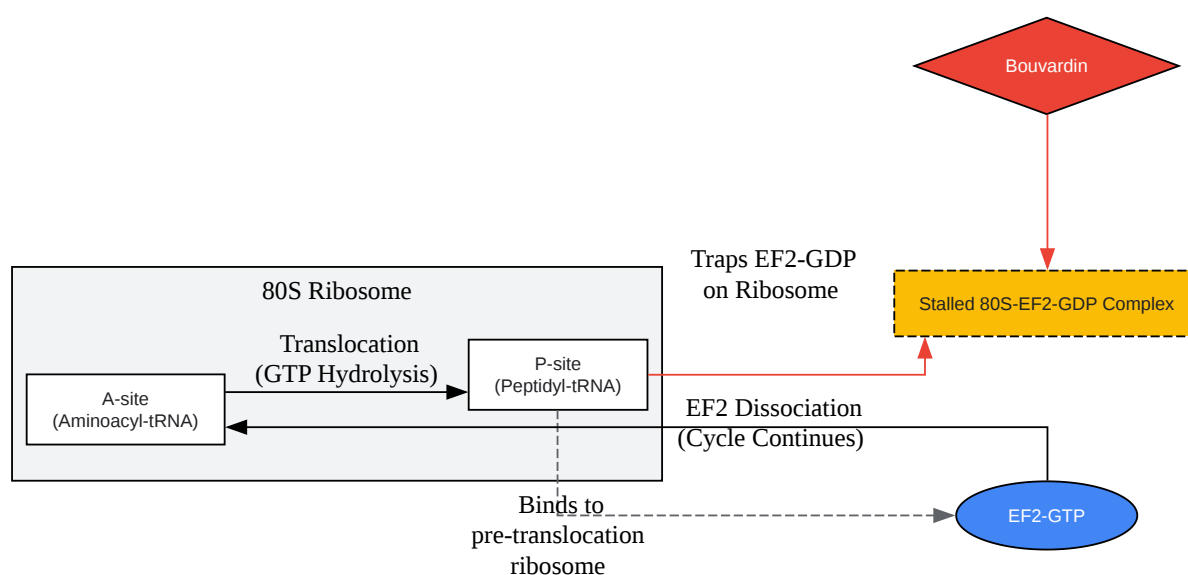 Bouvardin
Traps EF2-GDP
on Ribosome
80S Ribosome
Stalled 80S-EF2-GDP Complex
Translocation
(GTP Hydrolysis)
P-site
(Peptidyl-tRNA)
A-site
(Aminoacyl-tRNA)
EF2 Dissociation
(Cycle Continues)
Binds to
pre-translocation
ribosome
EF2-GTP